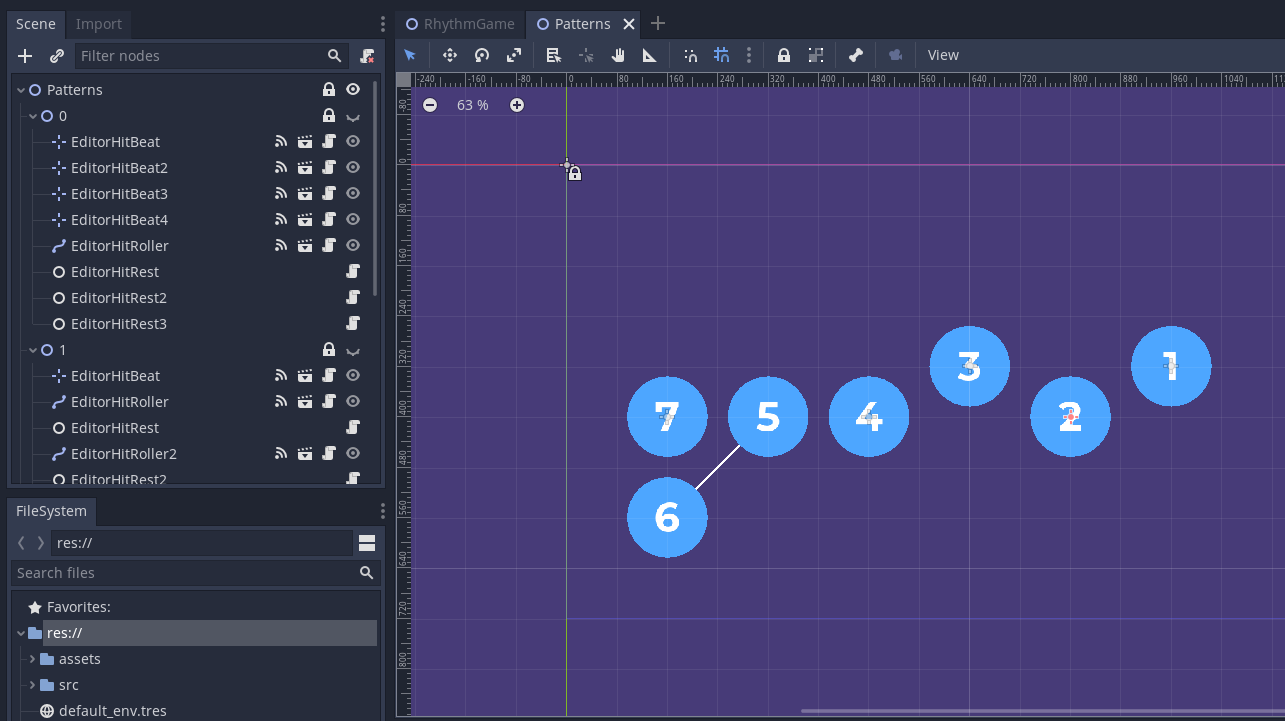 Scene Import
Filter nodes
Patterns
0
EditorHitBeat
EditorHitBeat2
EditorHitBeat3
EditorHitBeat4
EditorHitRoller
EditorHitRest
EditorHitRest2
EditorHitRest3
1
EditorHitBeat
EditorHitRoller
EditorHitRest
EditorHitRoller2
EditorHitRest2
FileSystem
res://
Search files
Favorites:
res://
assets
src
default_env.tres
RhythmGame Patterns
View
-240 -160 -80 0 80 160 240 320 400 480 560 640 720 800 880 960 1040
63 %
-80
0
80
160
240
320
400
480
560
640
720
800
3 1
7 5 4 2
6